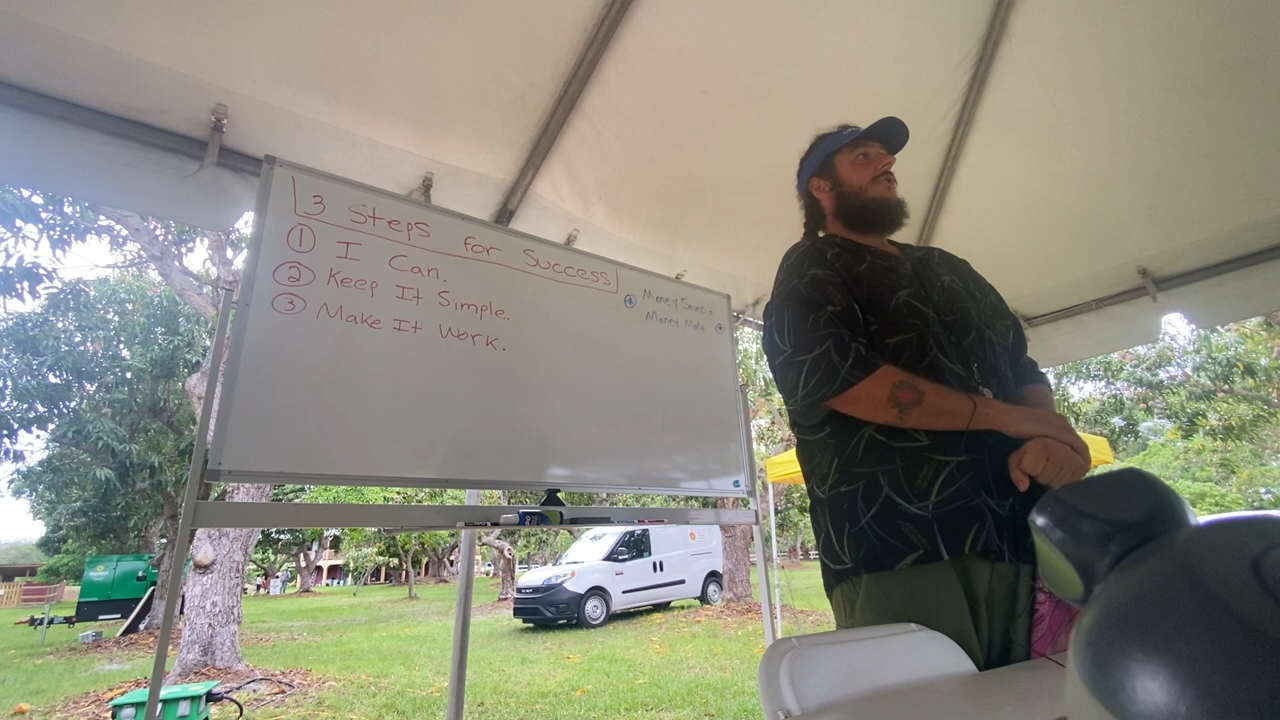 3 Steps for Success
① I Can.
② Keep It Simple.
③ Make It Work.
Money Saved =
Money Made